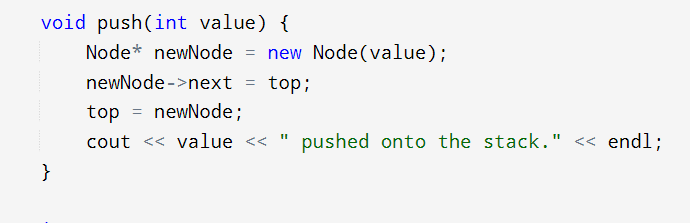 void push(int value) {
Node* newNode = new Node(value);
newNode->next = top;
top = newNode;
cout << value << " pushed onto the stack." << endl;
}